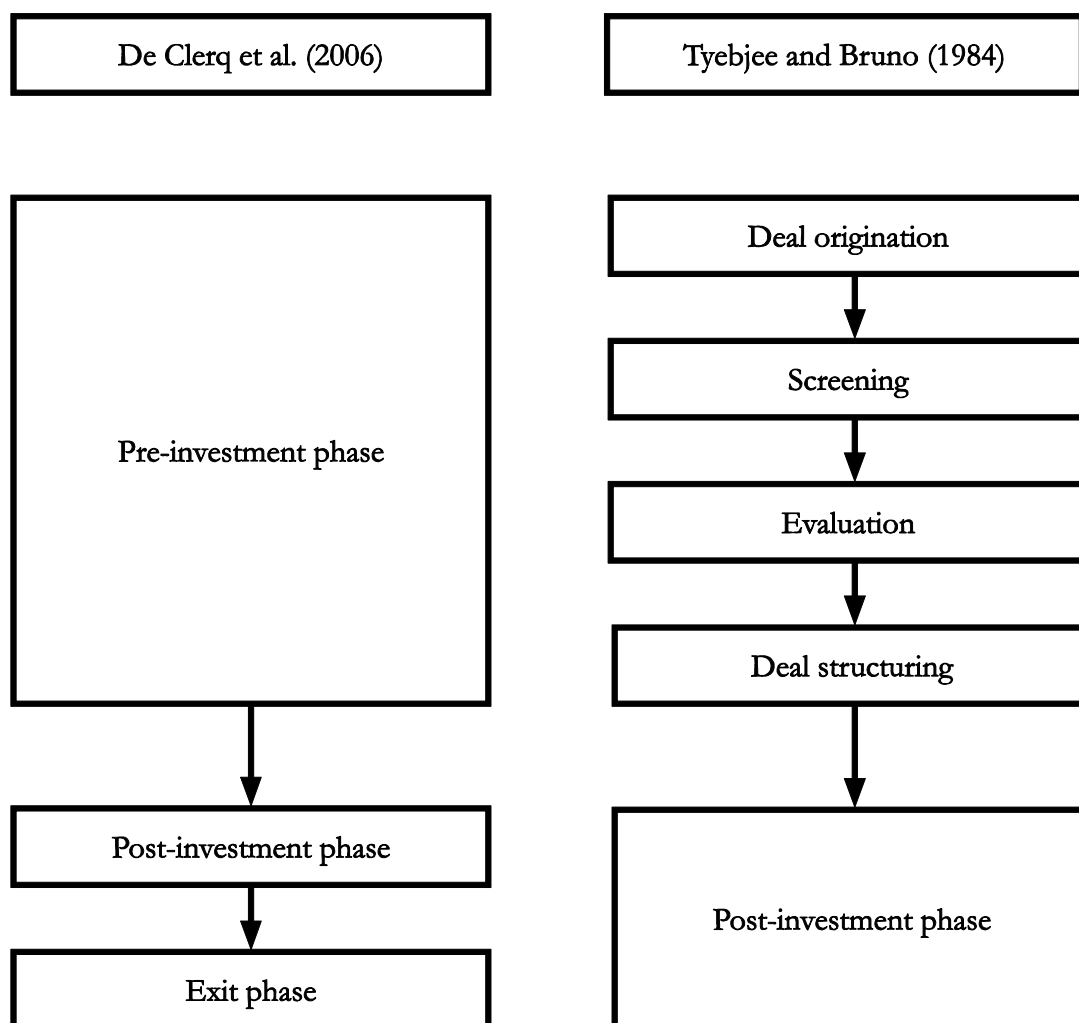 De Clerq et al. (2006)
Tyebjee and Bruno (1984)
Pre-investment phase
Post-investment phase
Exit phase
Deal origination
Screening
Evaluation
Deal structuring
Post-investment phase